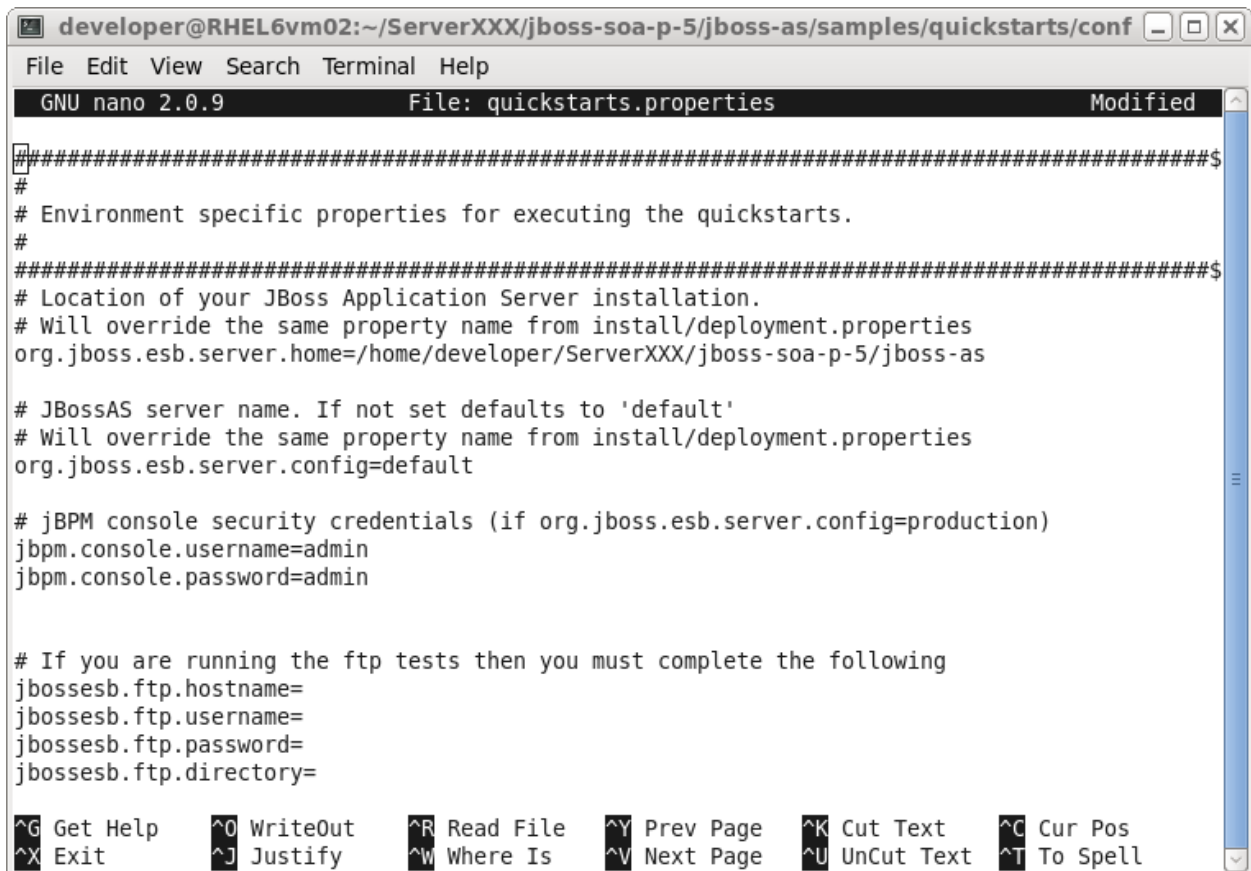 developer@RHEL6vm02:~/ServerXXX/jboss-soa-p-5/jboss-as/samples/quickstarts/conf
File Edit View Search Terminal Help
GNU nano 2.0.9 File: quickstarts.properties Modified
###########################################################################################$
#
# Environment specific properties for executing the quickstarts.
#
###########################################################################################$
# Location of your JBoss Application Server installation.
# Will override the same property name from install/deployment.properties
org.jboss.esb.server.home=/home/developer/ServerXXX/jboss-soa-p-5/jboss-as
# JBossAS server name. If not set defaults to 'default'
# Will override the same property name from install/deployment.properties
org.jboss.esb.server.config=default
# jBPM console security credentials (if org.jboss.esb.server.config=production)
jbpm.console.username=admin
jbpm.console.password=admin
# If you are running the ftp tests then you must complete the following
jbossesb.ftp.hostname=
jbossesb.ftp.username=
jbossesb.ftp.password=
jbossesb.ftp.directory=
^G Get Help ^O WriteOut ^R Read File ^Y Prev Page ^K Cut Text ^C Cur Pos
^X Exit ^J Justify ^W Where Is ^V Next Page ^U UnCut Text ^T To Spell